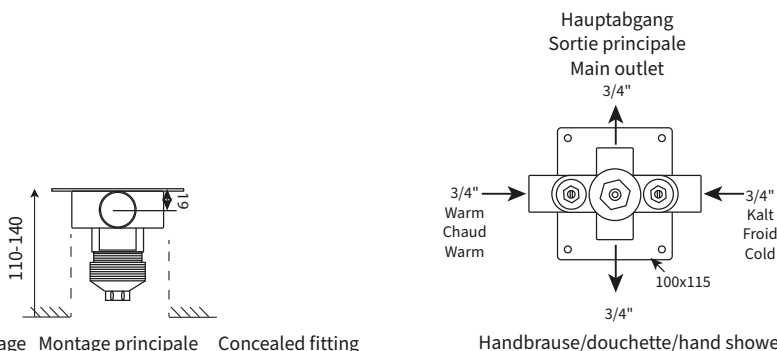 Hauptabgang
Sortie principale
Main outlet
3/4"
19
110-140
3/4"
Warm
Chaud
Warm
3/4"
Kalt
Froid
Cold
100x115
3/4"
age Montage principale Concealed fitting
Handbrause/douchette/hand showe